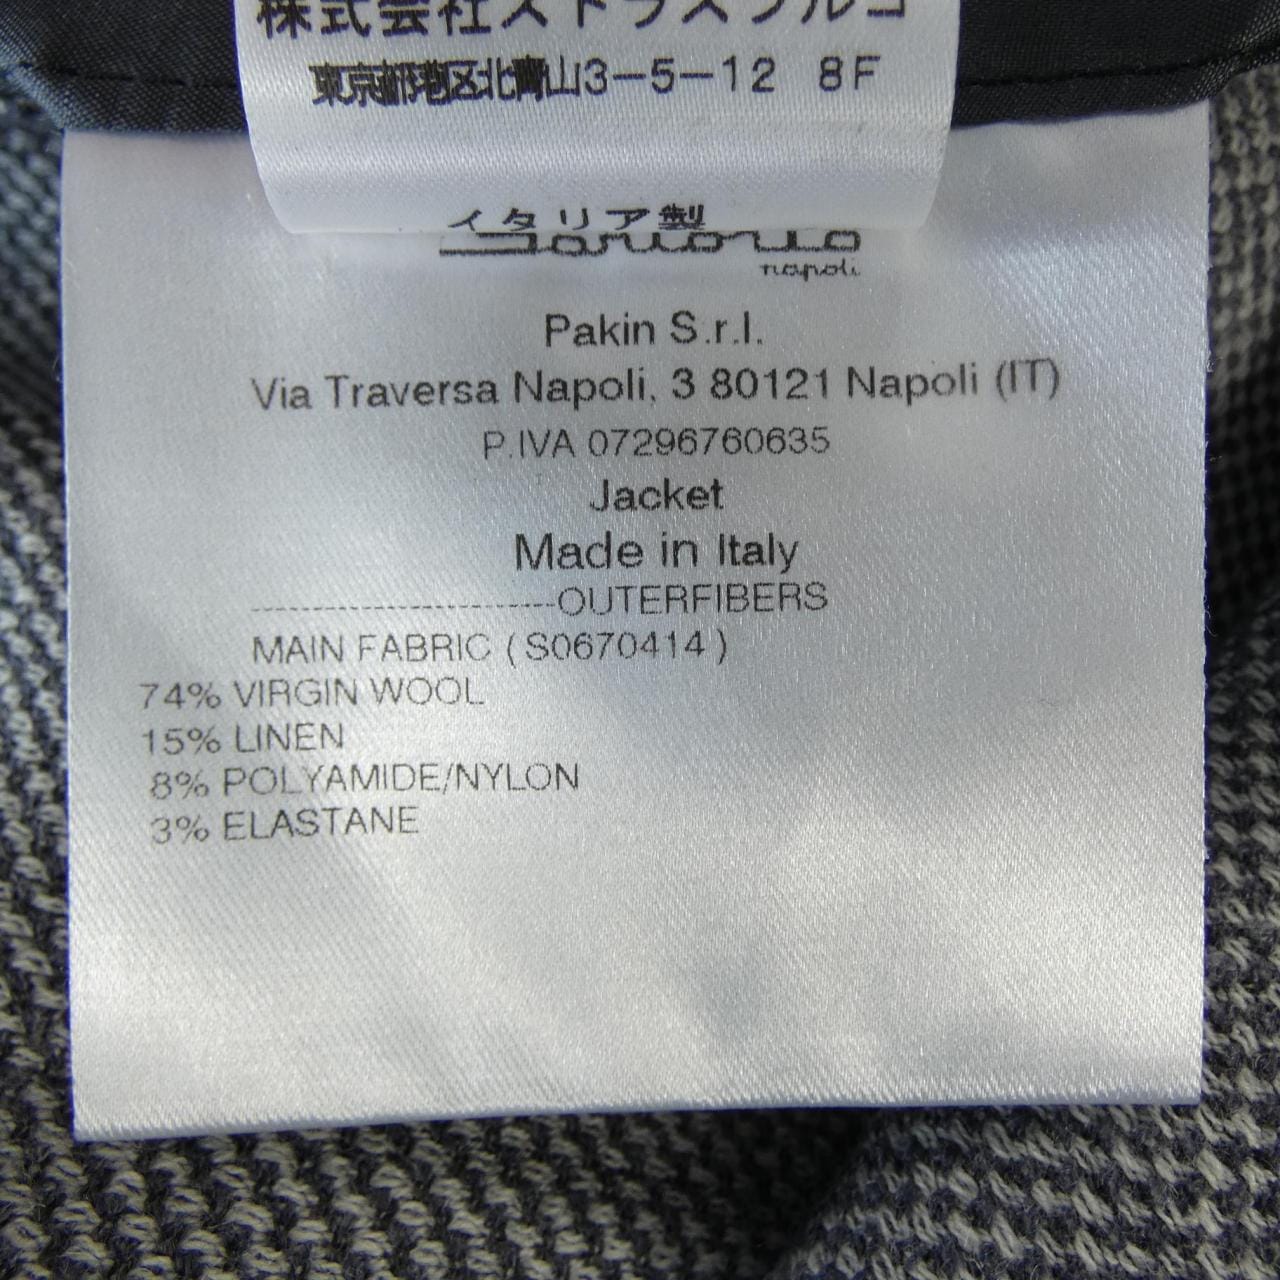 株式会社ストラスブルゴ
東京都港区北青山3-5-12 8F
イタリア製
Sartorio
napoli
Pakin S.r.l.
Via Traversa Napoli, 3 80121 Napoli (IT)
P.IVA 07296760635
Jacket
Made in Italy
------------------------OUTERFIBERS
MAIN FABRIC ( S0670414 )
74% VIRGIN WOOL
15% LINEN
8% POLYAMIDE/NYLON
3% ELASTANE